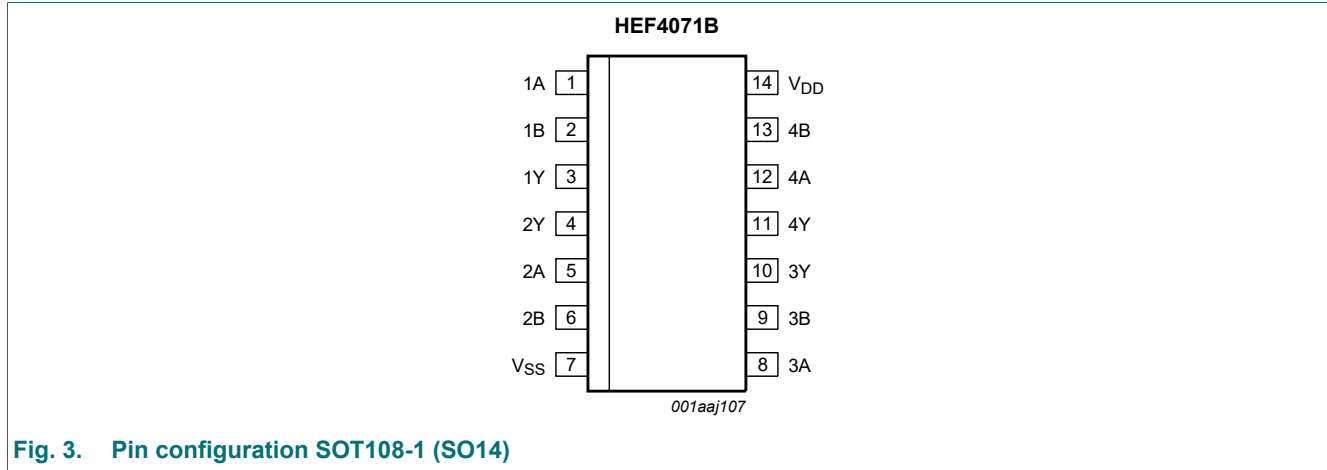 HEF4071B
1A 1 14 VDD
1B 2 13 4B
1Y 3 12 4A
2Y 4 11 4Y
2A 5 10 3Y
2B 6 9 3B
VSS 7 8 3A
001aaj107
Fig. 3. Pin configuration SOT108-1 (SO14)